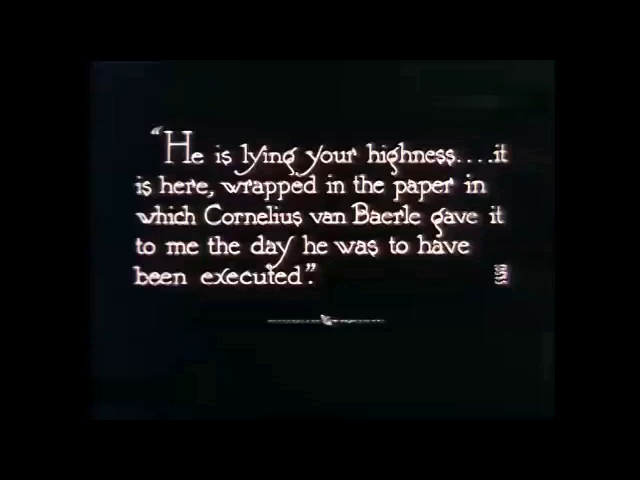 “He is lying your highness....it
is here, wrapped in the paper in
which Cornelius van Baerle gave it
to me the day he was to have
been executed”.